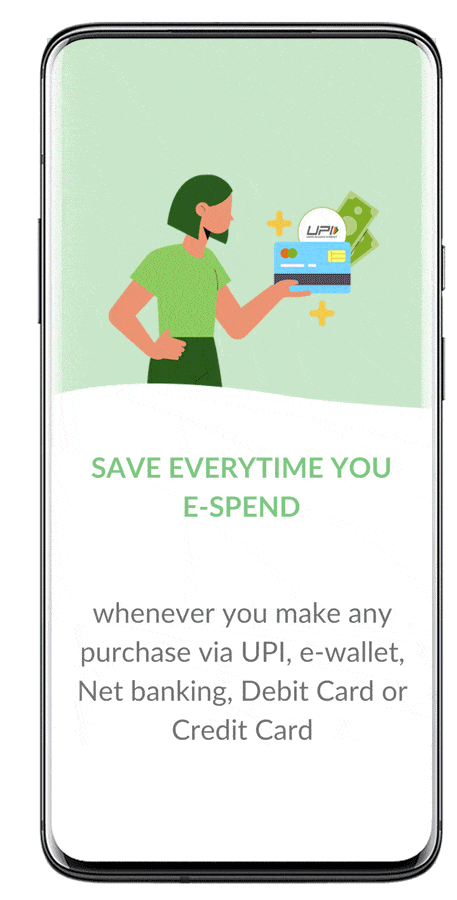 UPI
SAVE EVERYTIME YOU
E-SPEND
whenever you make any
purchase via UPI, e-wallet,
Net banking, Debit Card or
Credit Card